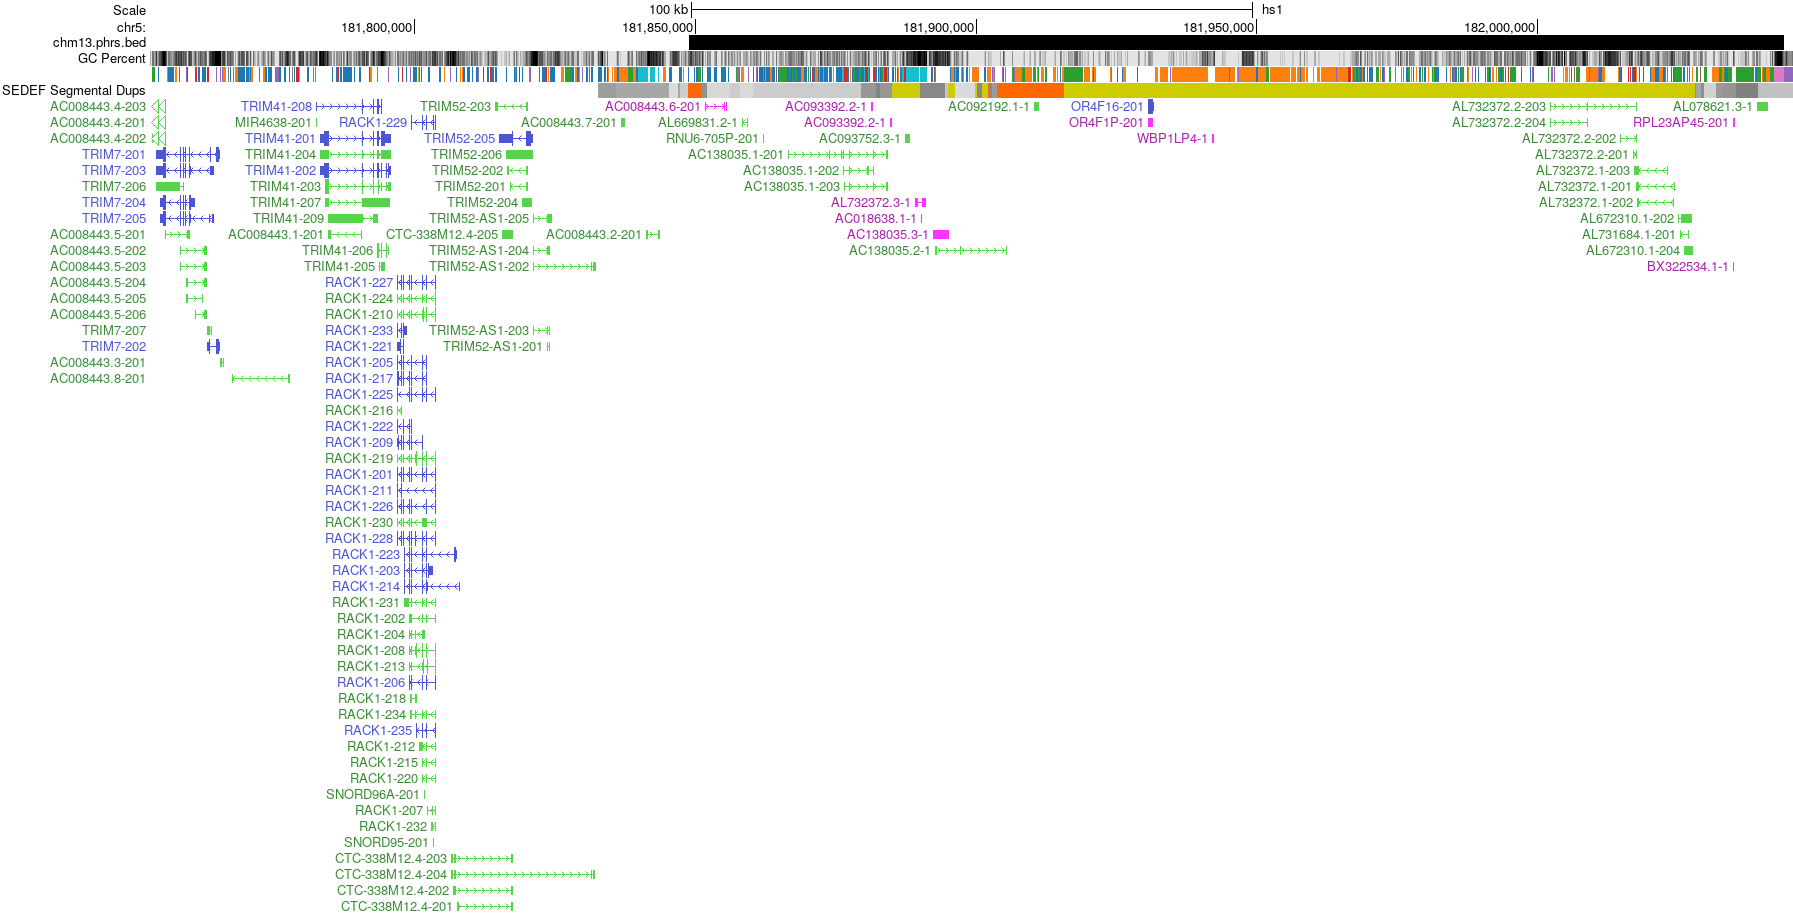 Scale 100 kb hs1
chr5: 181,800,000 181,850,000 181,900,000 181,950,000 182,000,000
chm13.phrs.bed
GC Percent
SEDEF Segmental Dups
AC008443.4-203 TRIM41-208 TRIM52-203 AC008443.6-201 AC093392.2-1 AC092192.1-1 OR4F16-201 AL732372.2-203 AL078621.3-1
AC008443.4-201 MIR4638-201 RACK1-229 AC008443.7-201 AL669831.2-1 AC093392.2-1 OR4F1P-201 AL732372.2-204 RPL23AP45-201
AC008443.4-202 TRIM41-201 TRIM52-205 RNU6-705P-201 AC093752.3-1 WBP1LP4-1 AL732372.2-202
TRIM7-201 TRIM41-204 TRIM52-206 AC138035.1-201 AL732372.2-201
TRIM7-203 TRIM41-202 TRIM52-202 AC138035.1-202 AL732372.1-203
TRIM7-206 TRIM41-203 TRIM52-201 AC138035.1-203 AL732372.1-201
TRIM7-204 TRIM41-207 TRIM52-204 AL732372.3-1 AL732372.1-202
TRIM7-205 TRIM41-209 TRIM52-AS1-205 AC018638.1-1 AL672310.1-202
AC008443.5-201 AC008443.1-201 CTC-338M12.4-205 AC008443.2-201 AC138035.3-1 AL731684.1-201
AC008443.5-202 TRIM41-206 TRIM52-AS1-204 AC138035.2-1 AL672310.1-204
AC008443.5-203 TRIM41-205 TRIM52-AS1-202 BX322534.1-1
AC008443.5-204 RACK1-227
AC008443.5-205 RACK1-224
AC008443.5-206 RACK1-210
TRIM7-207 RACK1-233 TRIM52-AS1-203
TRIM7-202 RACK1-221 TRIM52-AS1-201
AC008443.3-201 RACK1-205
AC008443.8-201 RACK1-217
RACK1-225
RACK1-216
RACK1-222
RACK1-209
RACK1-219
RACK1-201
RACK1-211
RACK1-226
RACK1-230
RACK1-228
RACK1-223
RACK1-203
RACK1-214
RACK1-231
RACK1-202
RACK1-204
RACK1-208
RACK1-213
RACK1-206
RACK1-218
RACK1-234
RACK1-235
RACK1-212
RACK1-215
RACK1-220
SNORD96A-201
RACK1-207
RACK1-232
SNORD95-201
CTC-338M12.4-203
CTC-338M12.4-204
CTC-338M12.4-202
CTC-338M12.4-201